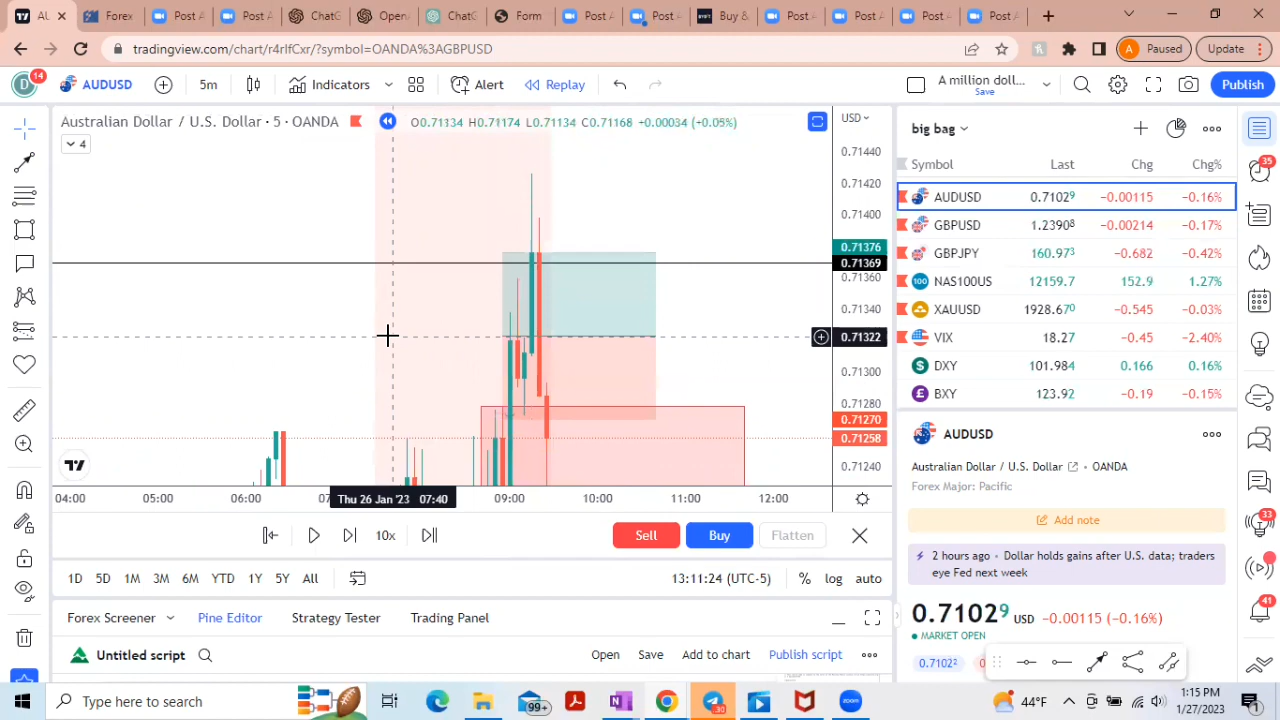 Al
Forex
Post A
Post A
ChatG
Open
ChatG
Form
Post A
Post A
Buy &
Post A
Post A
Post A
tradingview.com/chart/r4rlfCxr/?symbol=OANDA%3AGBPUSD
A
Paused
Update
D
14
AUDUSD
5m
Indicators
Alert
Replay
A million doll...
Save
Publish
Australian Dollar / U.S. Dollar · 5 · OANDA
O0.71134 H0.71174 L0.71134 C0.71168 +0.00034 (+0.05%)
USD
4
0.71440
0.71420
0.71400
0.71376
0.71369
0.71360
0.71340
0.71322
0.71300
0.71280
0.71270
0.71258
0.71240
04:00
05:00
06:00
Thu 26 Jan '23 07:40
09:00
10:00
11:00
12:00
10x
Sell
Buy
Flatten
1D
5D
1M
3M
6M
YTD
1Y
5Y
All
13:11:24 (UTC-5)
%
log
auto
Forex Screener
Pine Editor
Strategy Tester
Trading Panel
Untitled script
Open
Save
Add to chart
Publish script
big bag
Symbol
Last
Chg
Chg%
AUDUSD 0.71029 −0.00115 −0.16%
GBPUSD 1.23908 −0.00214 −0.17%
GBPJPY 160.973 −0.682 −0.42%
NAS100US 12159.7 152.9 1.27%
XAUUSD 1928.670 −0.545 −0.03%
VIX 18.27 −0.45 −2.40%
DXY 101.984 0.166 0.16%
BXY 123.92 −0.19 −0.15%
AUDUSD
Australian Dollar / U.S. Dollar • OANDA
Forex Major: Pacific
Add note
2 hours ago • Dollar holds gains after U.S. data; traders
eye Fed next week
0.71029 USD −0.00115 (−0.16%)
MARKET OPEN
0.71022
35
33
41
Type here to search
99+
30
zoom
44°F
1:15 PM
1/27/2023
1